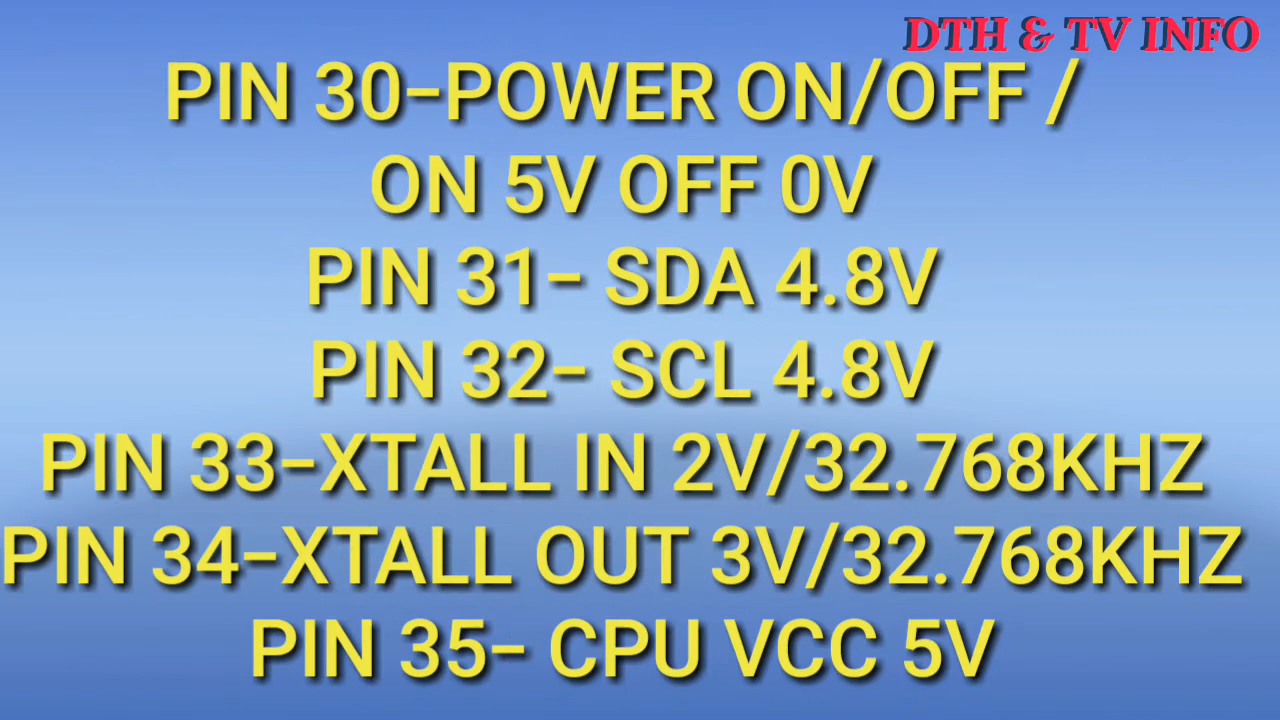 DTH & TV INFO
PIN 30-POWER ON/OFF /
ON 5V OFF 0V
PIN 31- SDA 4.8V
PIN 32- SCL 4.8V
PIN 33-XTALL IN 2V/32.768KHZ
PIN 34-XTALL OUT 3V/32.768KHZ
PIN 35- CPU VCC 5V